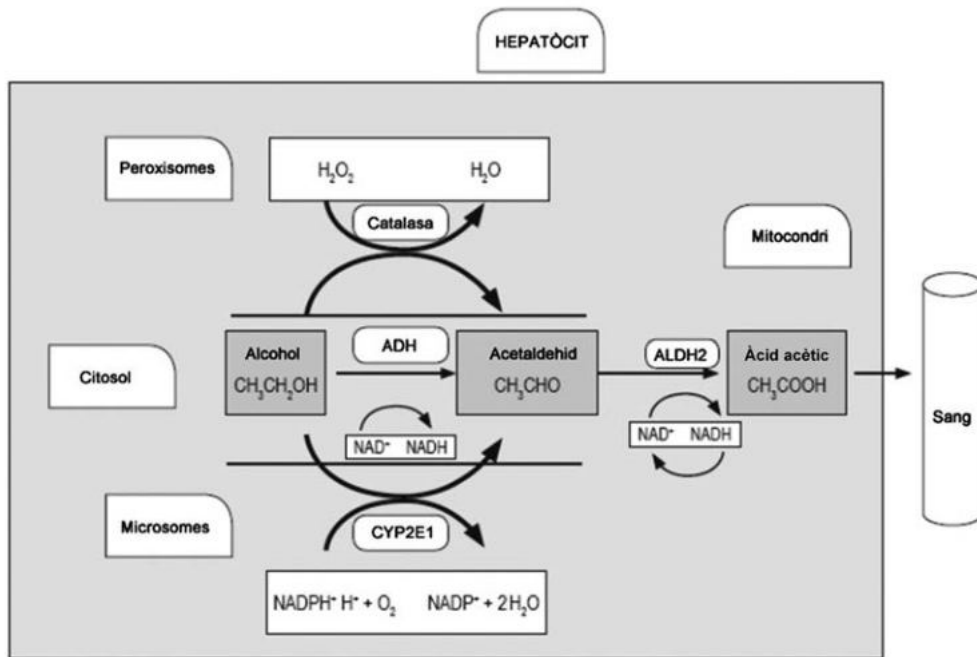 HEPATÒCIT
Peroxisomes
H₂O₂ H₂O
Catalasa
Mitocondri
Citosol
Alcohol
CH₃CH₂OH
ADH
Acetaldehid
CH₃CHO
ALDH2
Àcid acètic
CH₃COOH
Sang
NAD⁺ NADH
NAD⁺ NADH
Microsomes
CYP2E1
NADPH⁺ H⁺ + O₂ NADP⁺ + 2H₂O